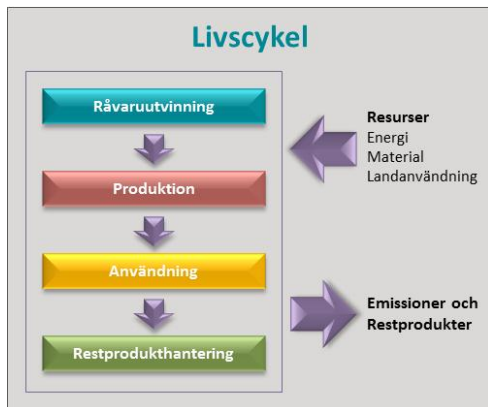 Livscykel
Råvaruutvinning
Produktion
Användning
Restprodukthantering
Resurser
Energi
Material
Landanvändning
Emissioner och
Restprodukter